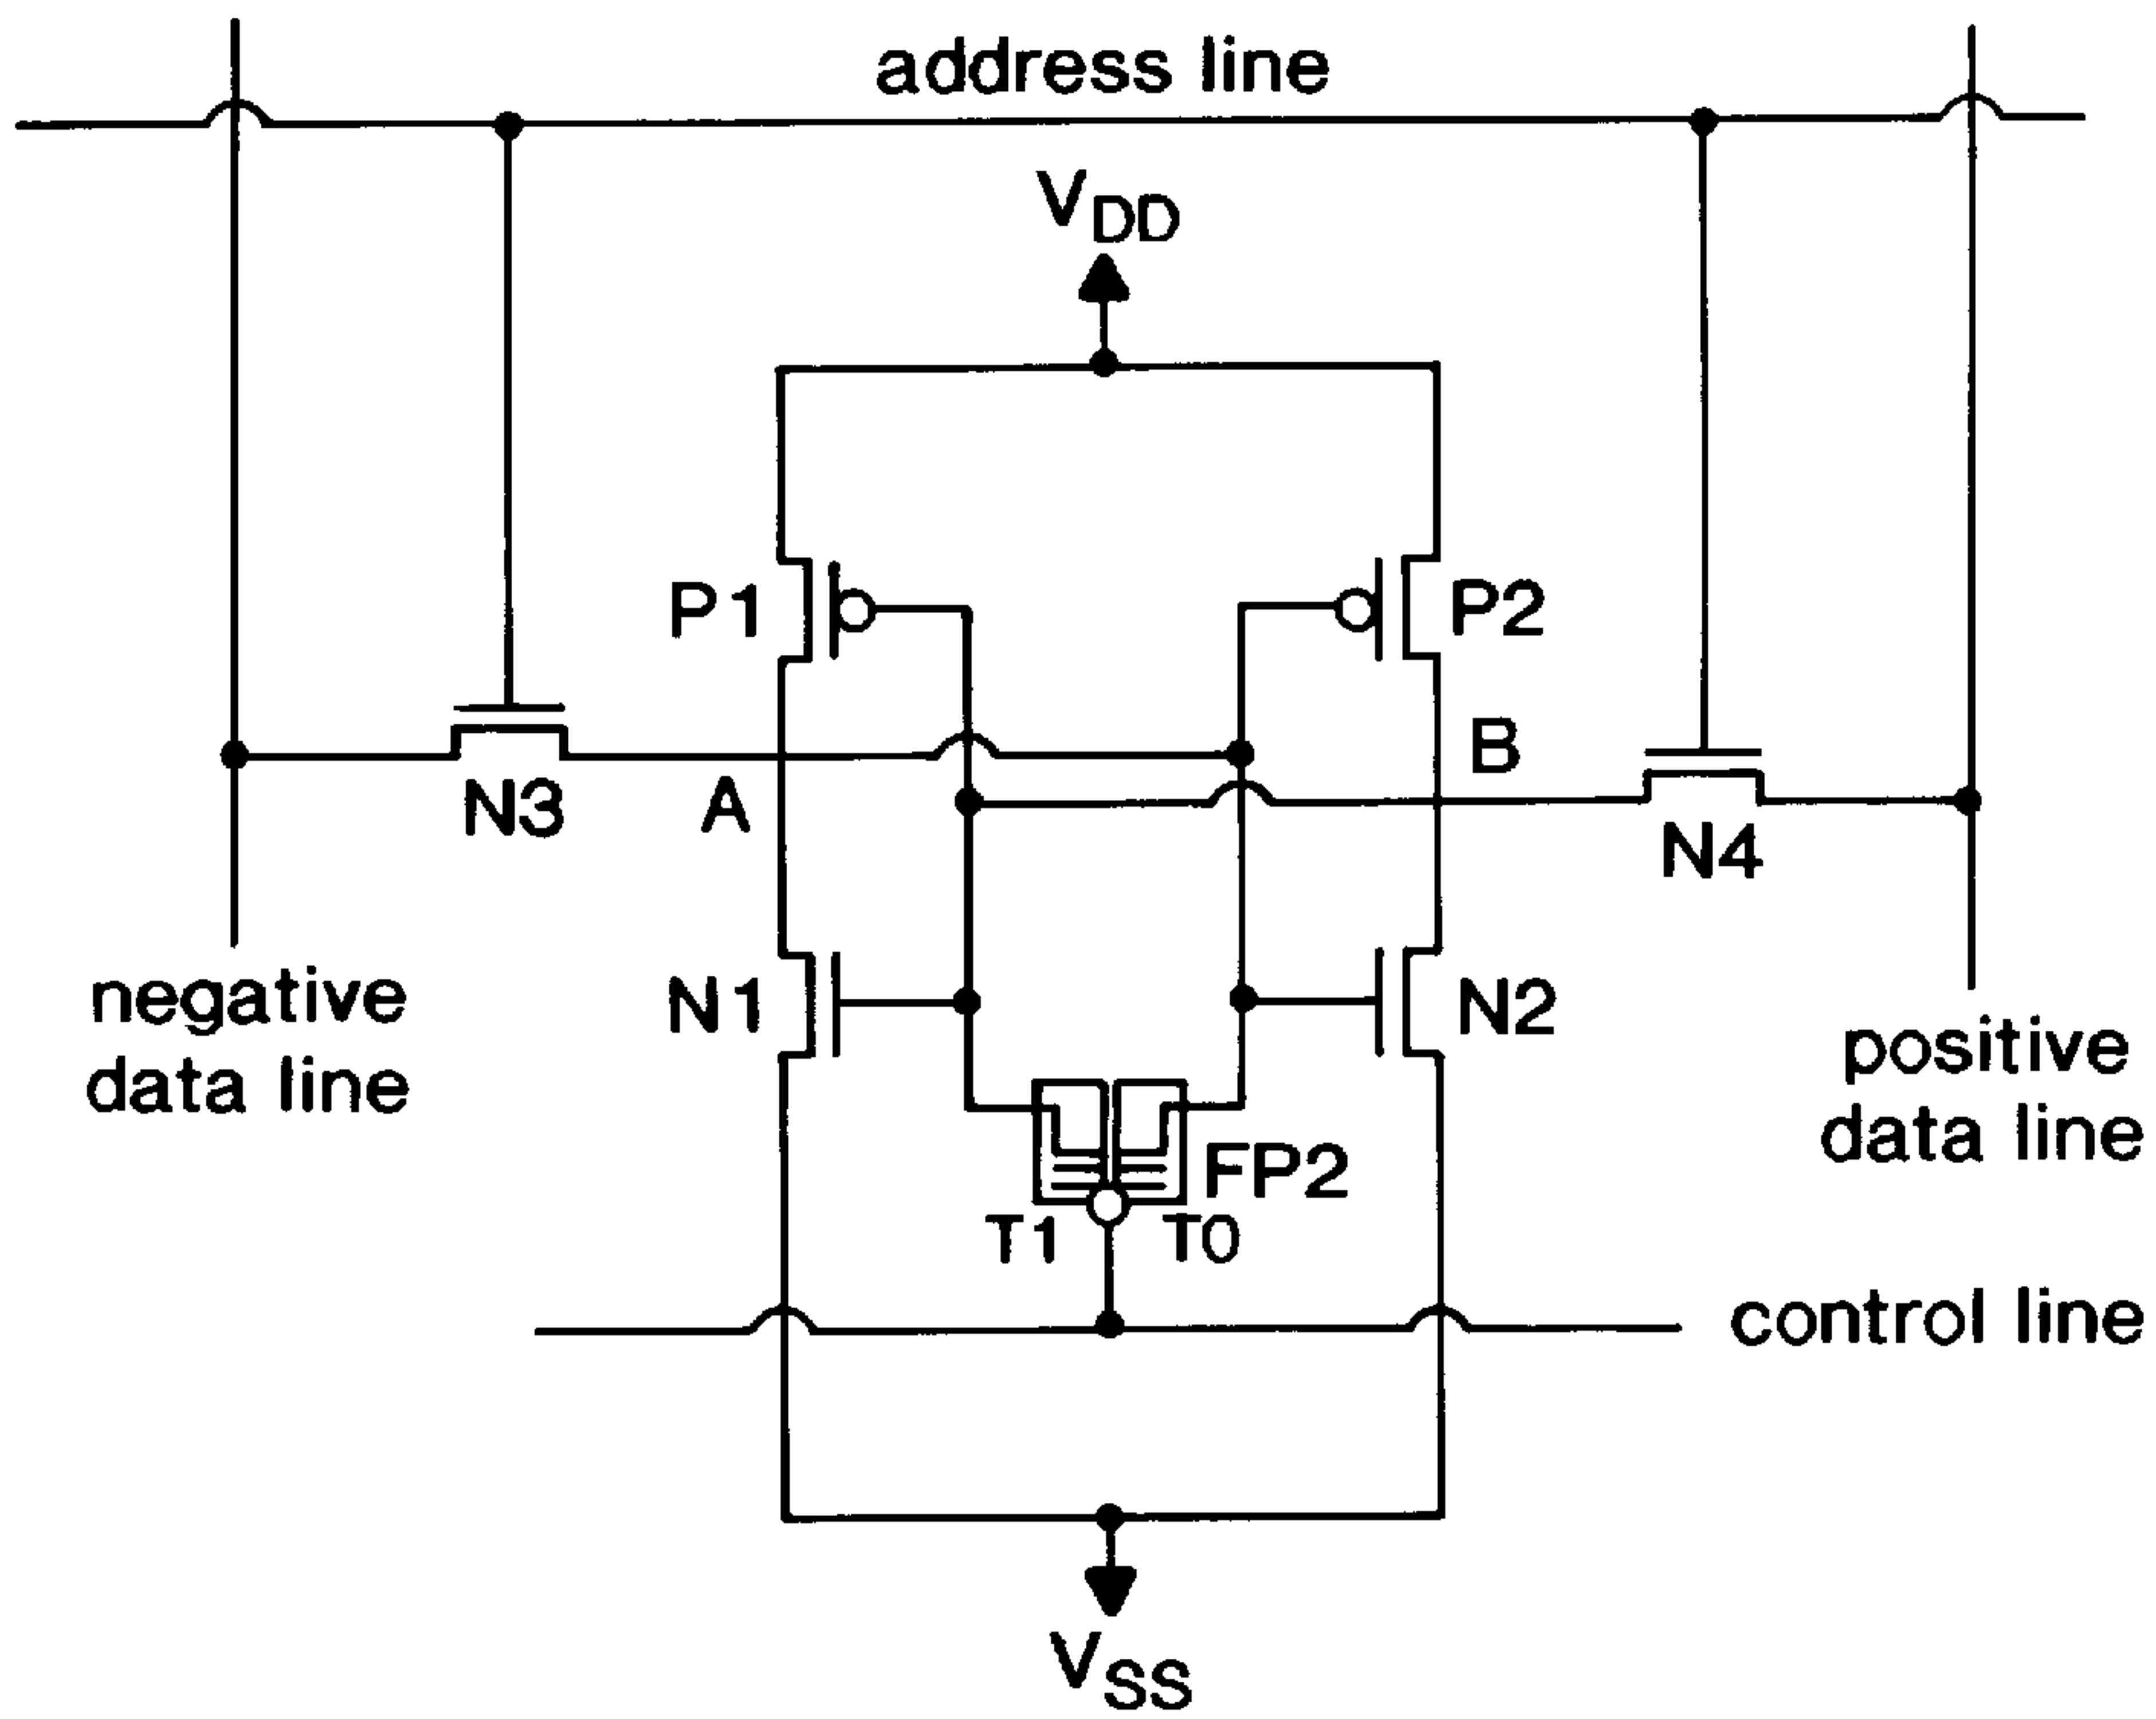 address line
VDD
P1
P2
B
N3
A
N4
negative
data line
N1
N2
positive
data line
FP2
T1
T0
control line
VSS